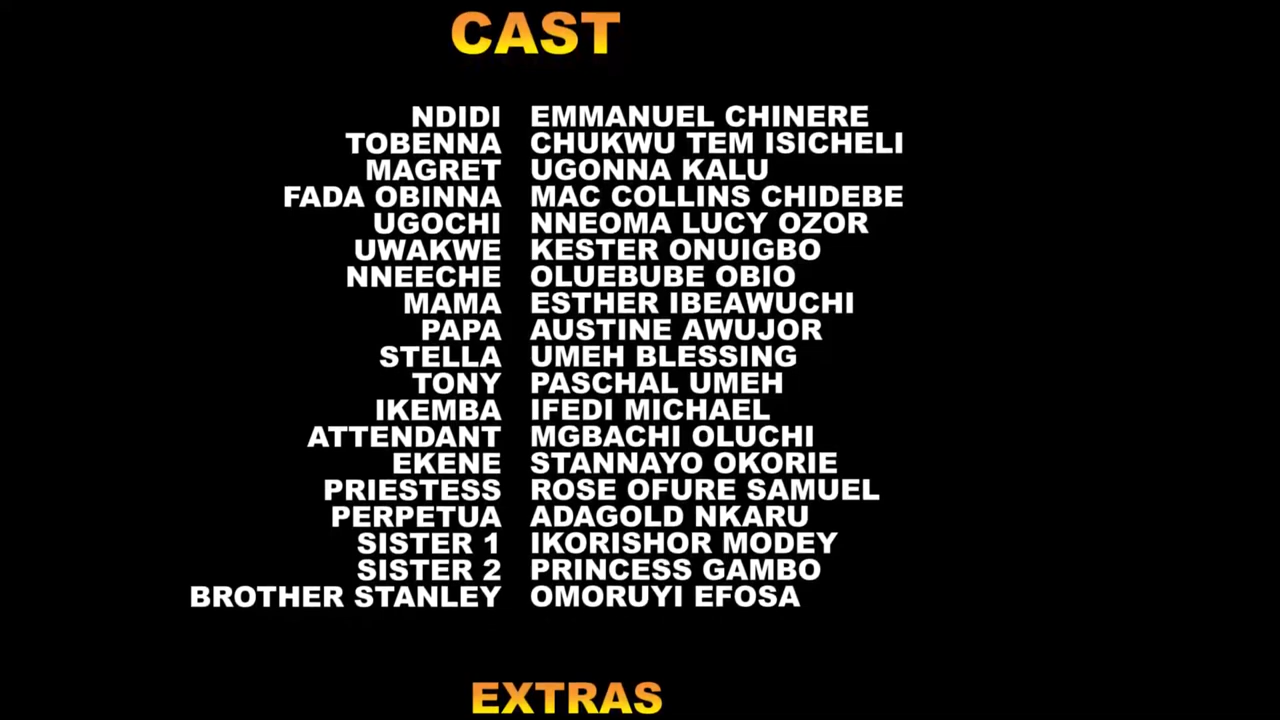 CAST
NDIDI EMMANUEL CHINERE
TOBENNA CHUKWU TEM ISICHELI
MAGRET UGONNA KALU
FADA OBINNA MAC COLLINS CHIDEBE
UGOCHI NNEOMA LUCY OZOR
UWAKWE KESTER ONUIGBO
NNEECHE OLUEBUBE OBIO
MAMA ESTHER IBEAWUCHI
PAPA AUSTINE AWUJOR
STELLA UMEH BLESSING
TONY PASCHAL UMEH
IKEMBA IFEDI MICHAEL
ATTENDANT MGBACHI OLUCHI
EKENE STANNAYO OKORIE
PRIESTESS ROSE OFURE SAMUEL
PERPETUA ADAGOLD NKARU
SISTER 1 IKORISHOR MODEY
SISTER 2 PRINCESS GAMBO
BROTHER STANLEY OMORUYI EFOSA
EXTRAS